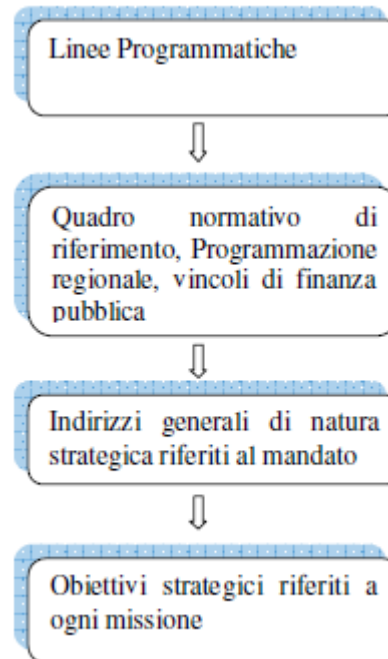 Linee Programmatiche
Quadro normativo di
riferimento, Programmazione
regionale, vincoli di finanza
pubblica
Indirizzi generali di natura
strategica riferiti al mandato
Obiettivi strategici riferiti a
ogni missione